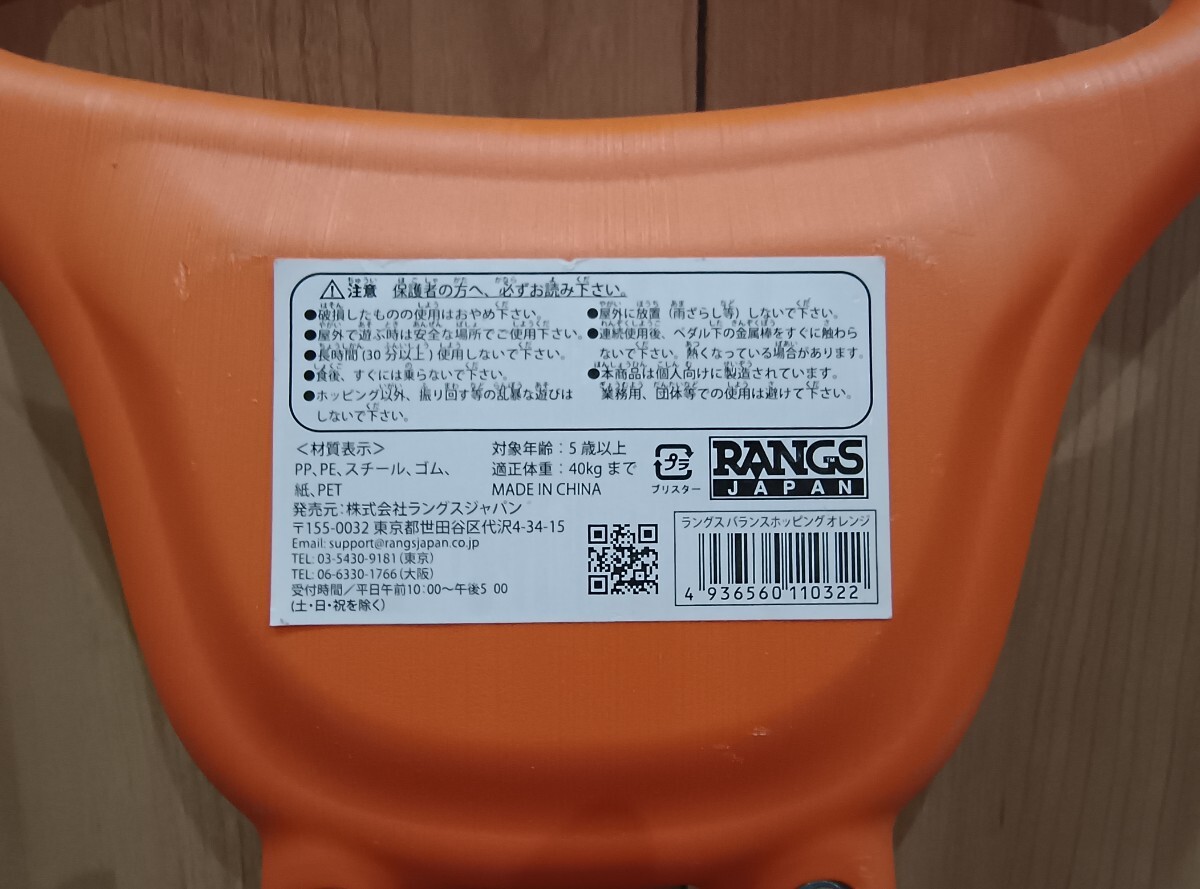 注意 保護者の方へ、必ずお読み下さい。
●破損したものの使用はおやめ下さい。
●屋外で遊ぶ時は安全な場所でご使用下さい。
●長時間(30分以上)使用しないで下さい。
●食後、すぐには乗らないで下さい。
●ホッピング以外、振り回す等の乱暴な遊びは
しないで下さい。
●屋外に放置（雨ざらし等）しないで下さい。
●連続使用後、ペダル下の金属棒をすぐに触わら
ないで下さい。熱くなっている場合があります。
●本商品は個人向けに製造されています。
業務用、団体等での使用は避けて下さい。
＜材質表示＞
PP、PE、スチール、ゴム、
紙、PET
対象年齢：5歳以上
適正体重：40kgまで
MADE IN CHINA
プラ
ブリスター
RANGS TM
JAPAN
発売元：株式会社ラングスジャパン
〒155-0032 東京都世田谷区代沢4-34-15
Email: support@rangsjapan.co.jp
TEL: 03-5430-9181（東京）
TEL: 06-6330-1766（大阪）
受付時間／平日午前10:00〜午後5 00
(土・日・祝を除く)
ラングス バランスホッピング オレンジ
4 936560 110322